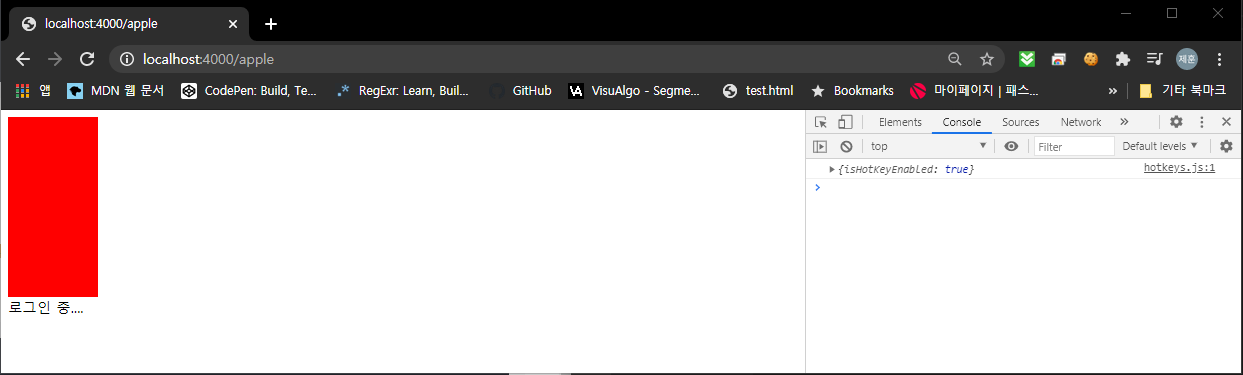 localhost:4000/apple
localhost:4000/apple
제훈
앱 MDN 웹 문서 CodePen: Build, Te... RegExr: Learn, Buil... GitHub VisuAlgo - Segme... test.html Bookmarks 마이페이지 | 패스... » 기타 북마크
Elements Console Sources Network »
top Filter Default levels
{isHotKeyEnabled: true} hotkeys.js:1
로그인 중....